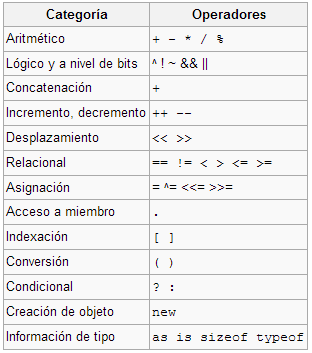 Categoría Operadores
Aritmético + - * / %
Lógico y a nivel de bits ^ ! ~ && ||
Concatenación +
Incremento, decremento ++ --
Desplazamiento << >>
Relacional == != < > <= >=
Asignación = ^= <<= >>=
Acceso a miembro .
Indexación [ ]
Conversión ( )
Condicional ? :
Creación de objeto new
Información de tipo as is sizeof typeof